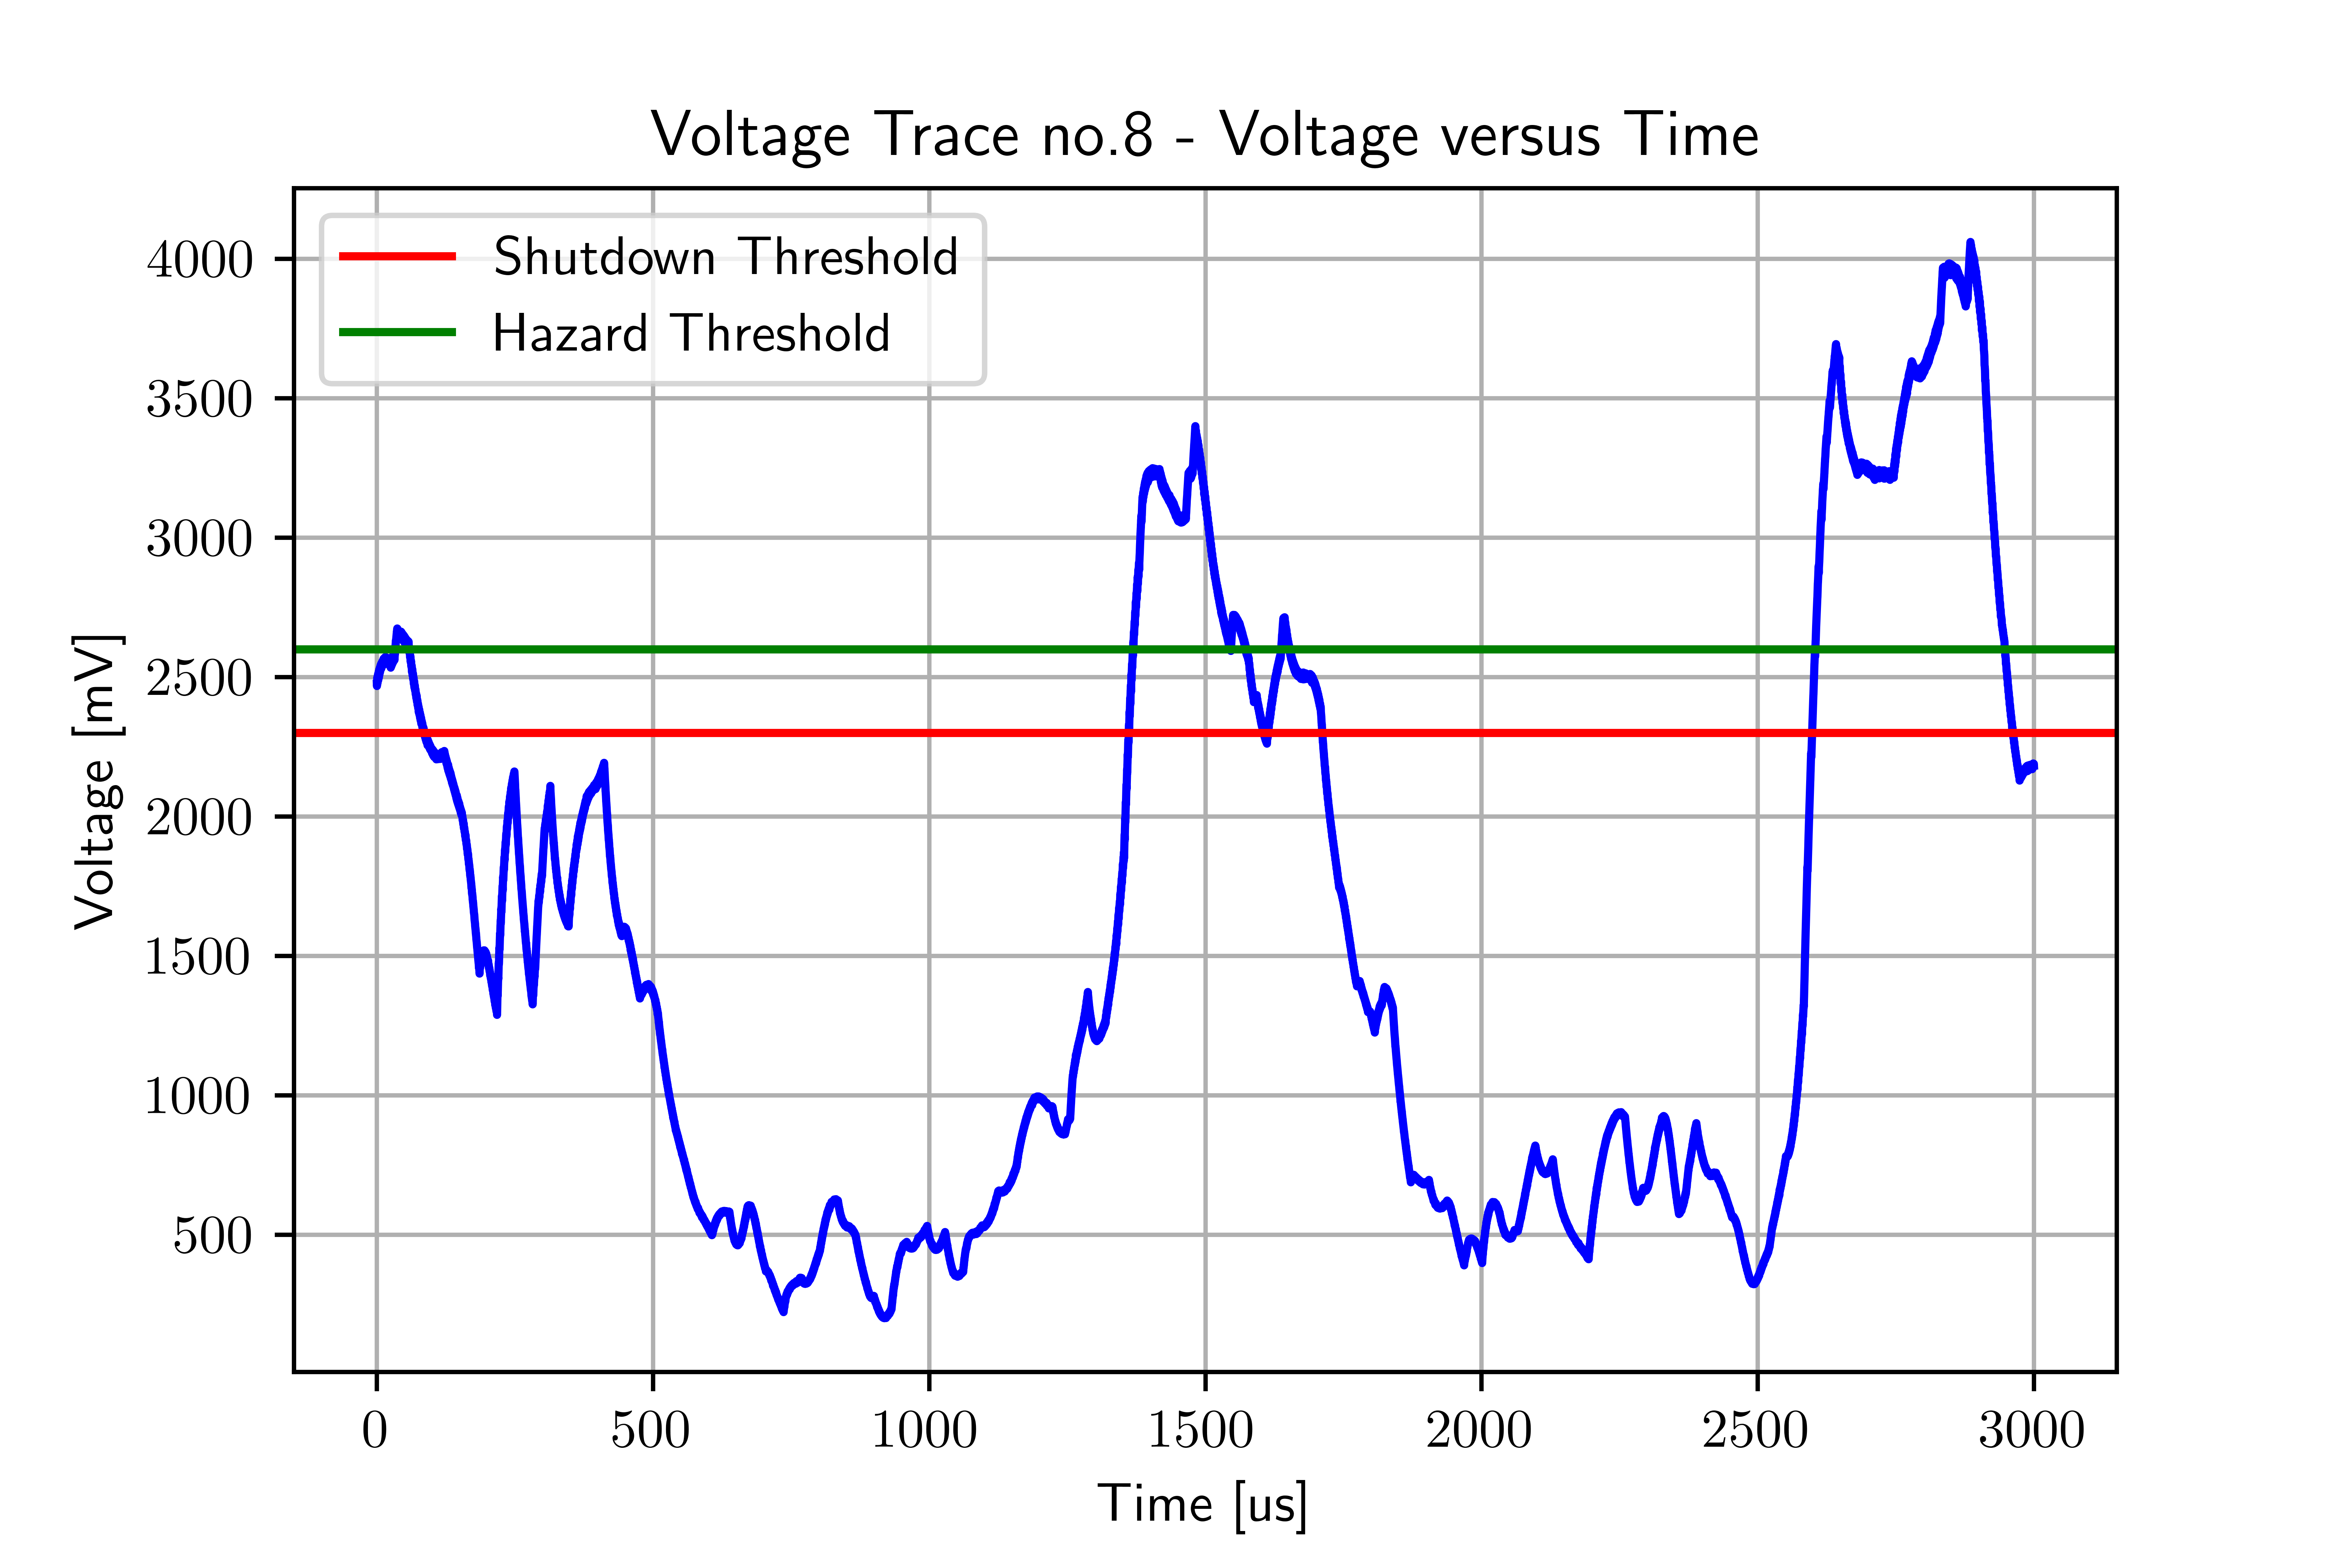 Voltage Trace no.8 - Voltage versus Time
Shutdown Threshold
Hazard Threshold
4000
3500
3000
2500
2000
1500
1000
500
Voltage [mV]
0 500 1000 1500 2000 2500 3000
Time [us]